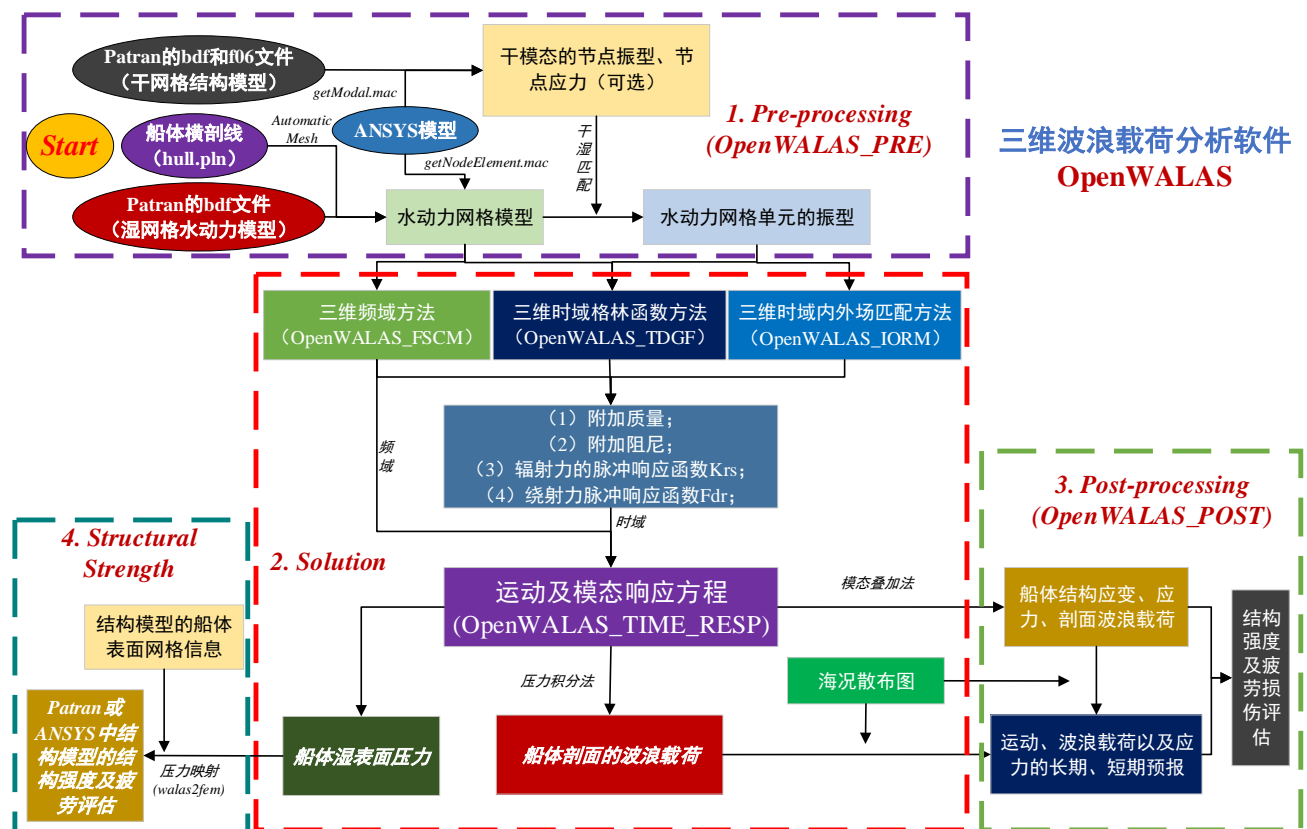 Patran的bdf和f06文件
（干网格结构模型）
干模态的节点振型、节
点应力（可选）
getModal.mac
1. Pre-processing
(OpenWALAS_PRE)
Start
船体横剖线
（hull.pln）
Automatic
Mesh
ANSYS模型
getNodeElement.mac
干
湿
匹
配
Patran的bdf文件
（湿网格水动力模型）
水动力网格模型
水动力网格单元的振型
三维波浪载荷分析软件
OpenWALAS
三维频域方法
（OpenWALAS_FSCM）
三维时域格林函数方法
（OpenWALAS_TDGF）
三维时域内外场匹配方法
（OpenWALAS_IORM）
频
域
（1）附加质量；
（2）附加阻尼；
（3）辐射力的脉冲响应函数Krs；
（4）绕射力脉冲响应函数Fdr；
时域
2. Solution
运动及模态响应方程
(OpenWALAS_TIME_RESP)
模态叠加法
压力积分法
海况散布图
船体湿表面压力
船体剖面的波浪载荷
3. Post-processing
(OpenWALAS_POST)
船体结构应变、应
力、剖面波浪载荷
运动、波浪载荷以及应
力的长期、短期预报
结构
强度
及疲
劳损
伤评
估
4. Structural
Strength
结构模型的船体
表面网格信息
Patran或
ANSYS中结
构模型的结
构强度及疲
劳评估
压力映射
(walas2fem)